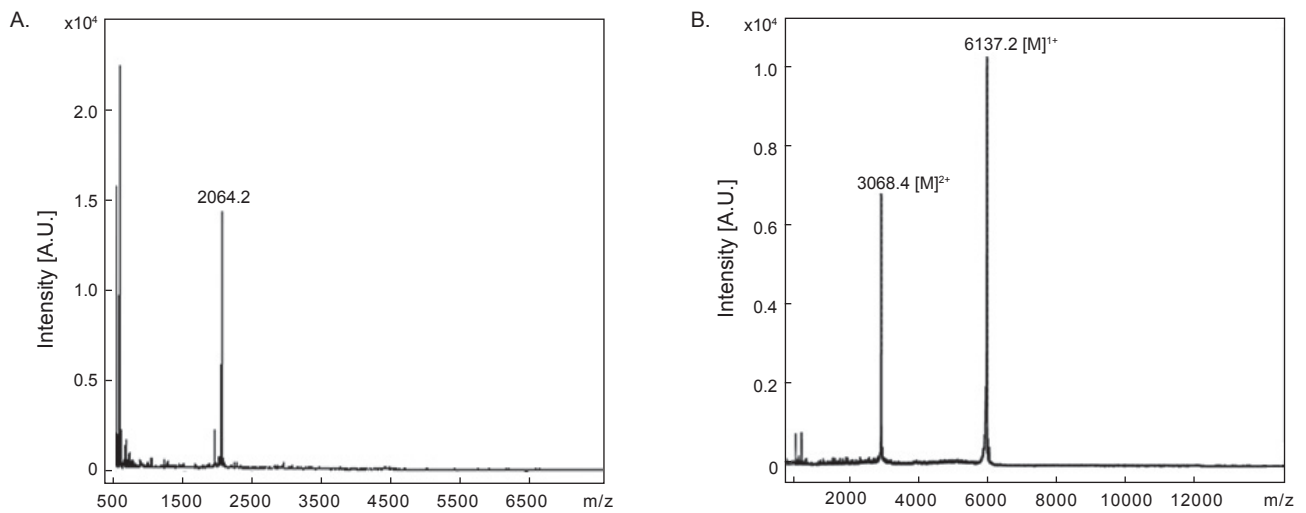 A.
x10⁴
2.0
1.5
1.0
0.5
0
Intensity [A.U.]
2064.2
500 1500 2500 3500 4500 5500 6500 m/z
B.
x10⁴
1.0
0.8
0.6
0.4
0.2
0
Intensity [A.U.]
6137.2 [M]¹⁺
3068.4 [M]²⁺
2000 4000 6000 8000 10000 12000 m/z